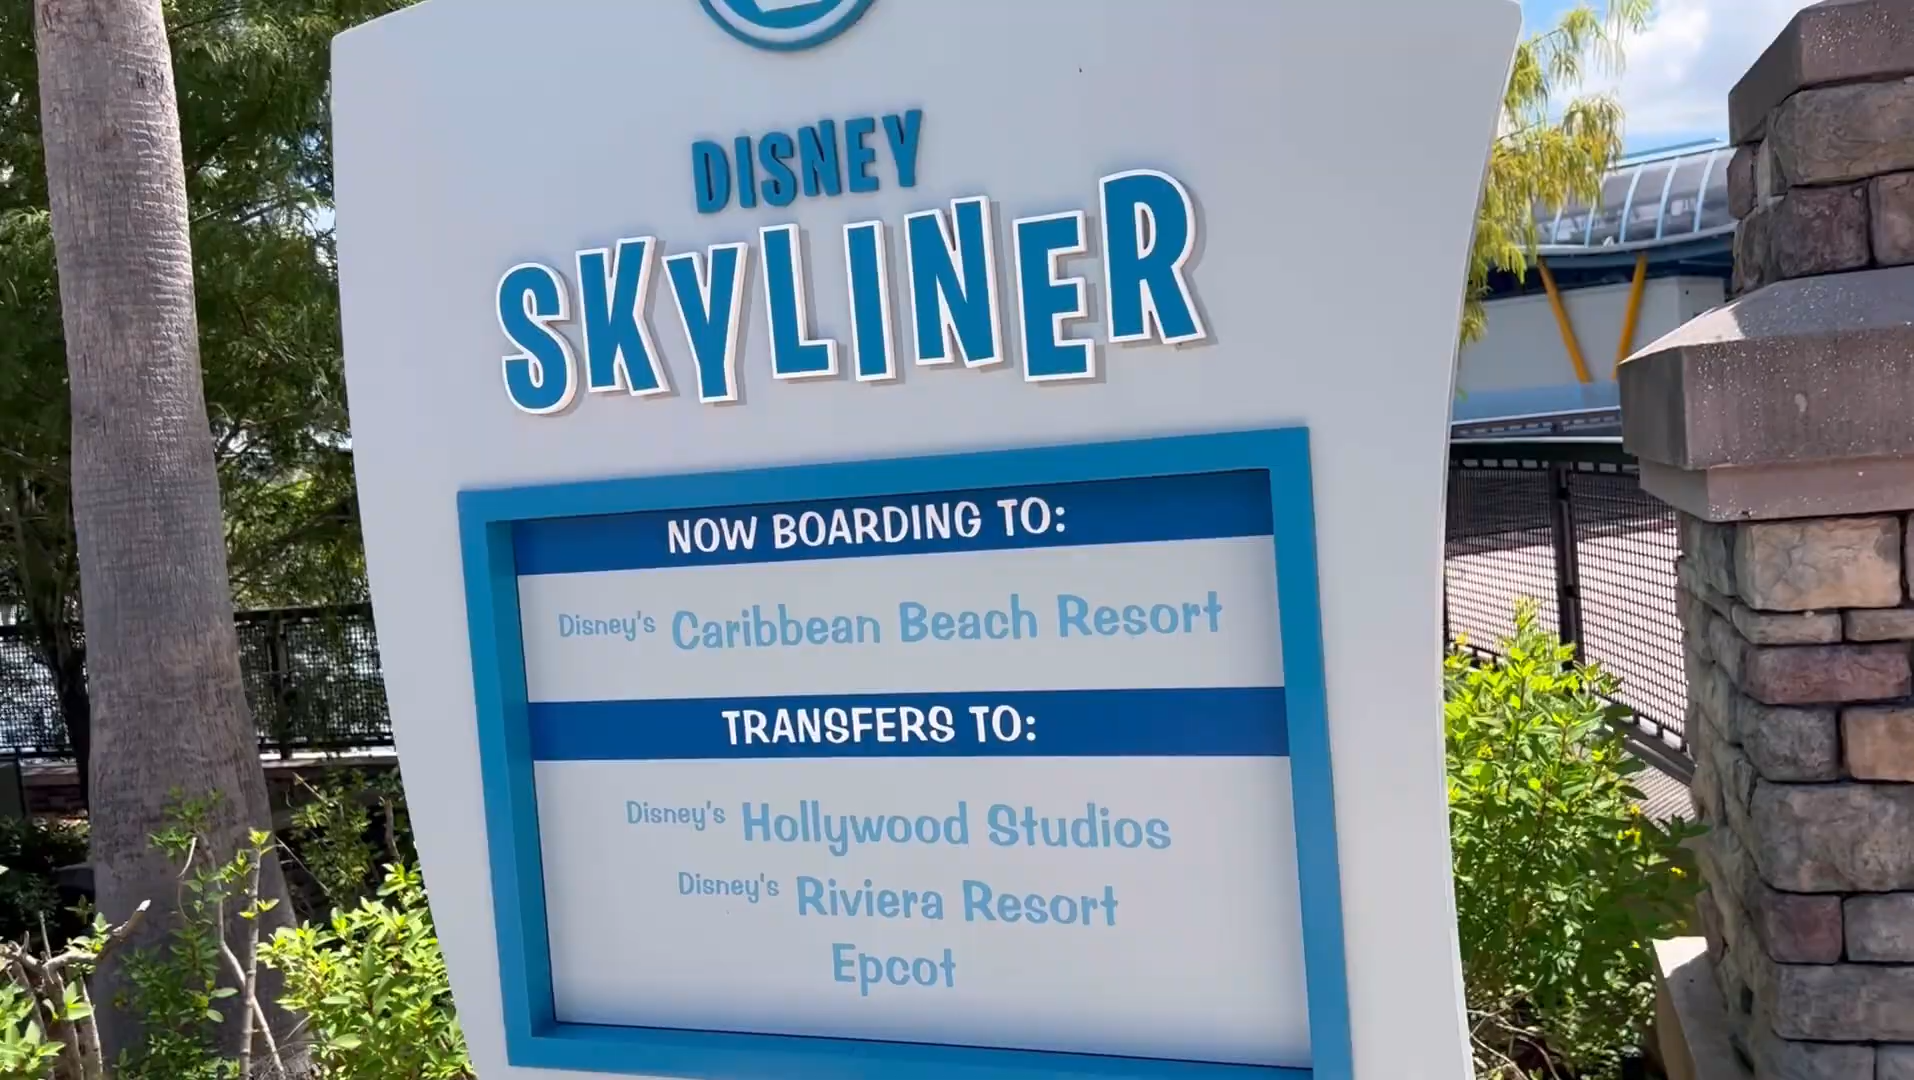 DISNEY
SKYLINER
NOW BOARDING TO:
Disney's Caribbean Beach Resort
TRANSFERS TO:
Disney's Hollywood Studios
Disney's Riviera Resort
Epcot